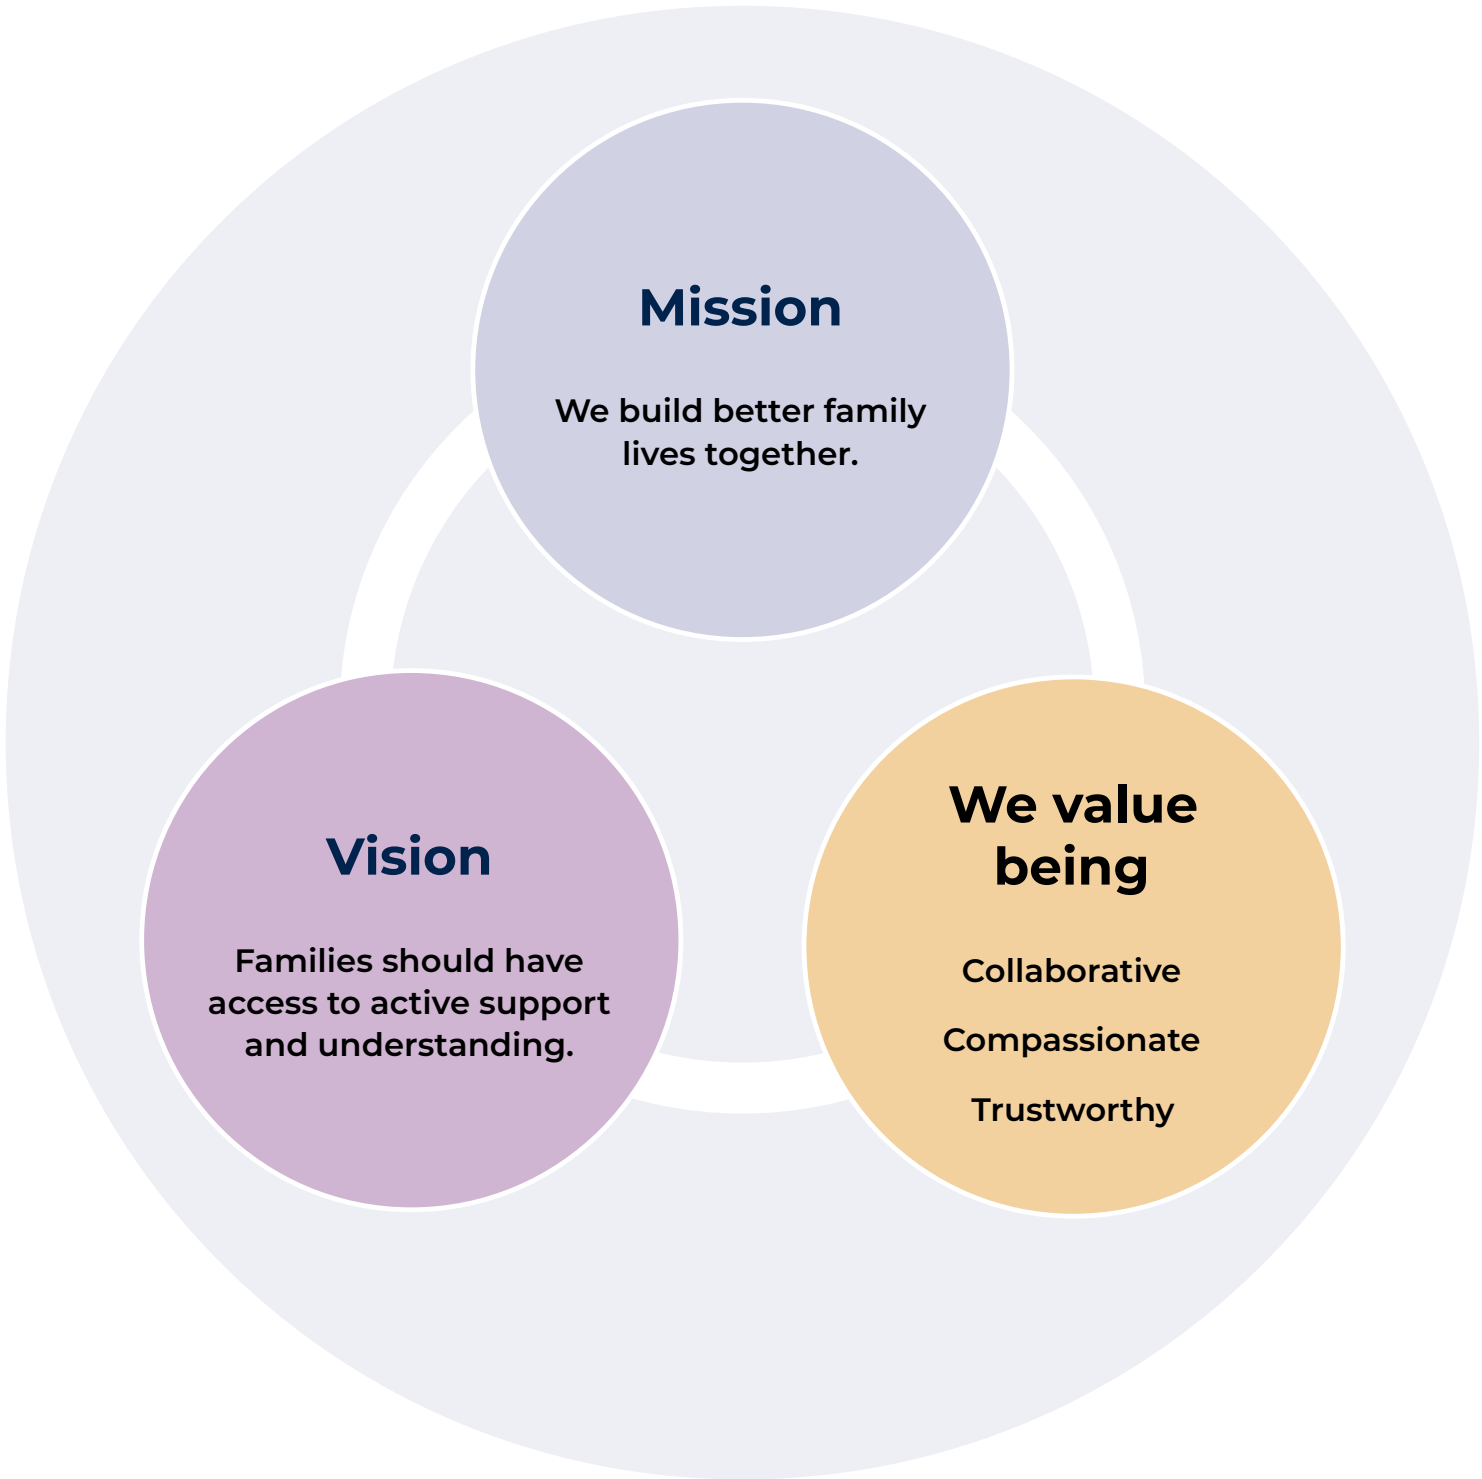 Mission
We build better family
lives together.
Vision
Families should have
access to active support
and understanding.
We value
being
Collaborative
Compassionate
Trustworthy